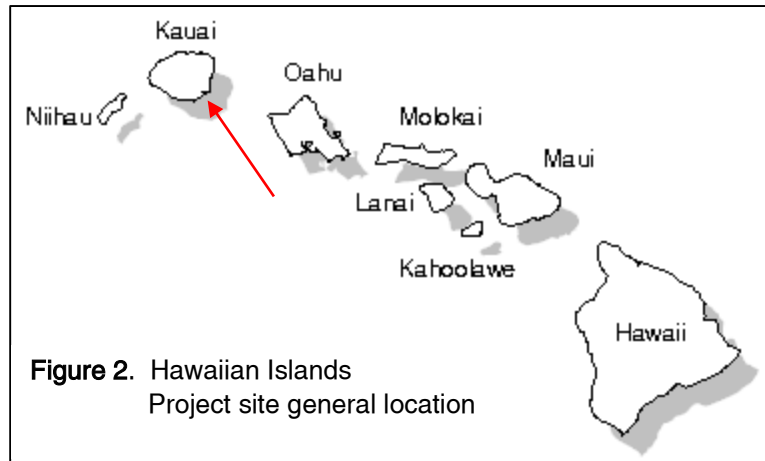 Kauai
Oahu
Niihau
Molokai
Maui
Lanai
Kahoolawe
Hawaii
Figure 2. Hawaiian Islands
Project site general location